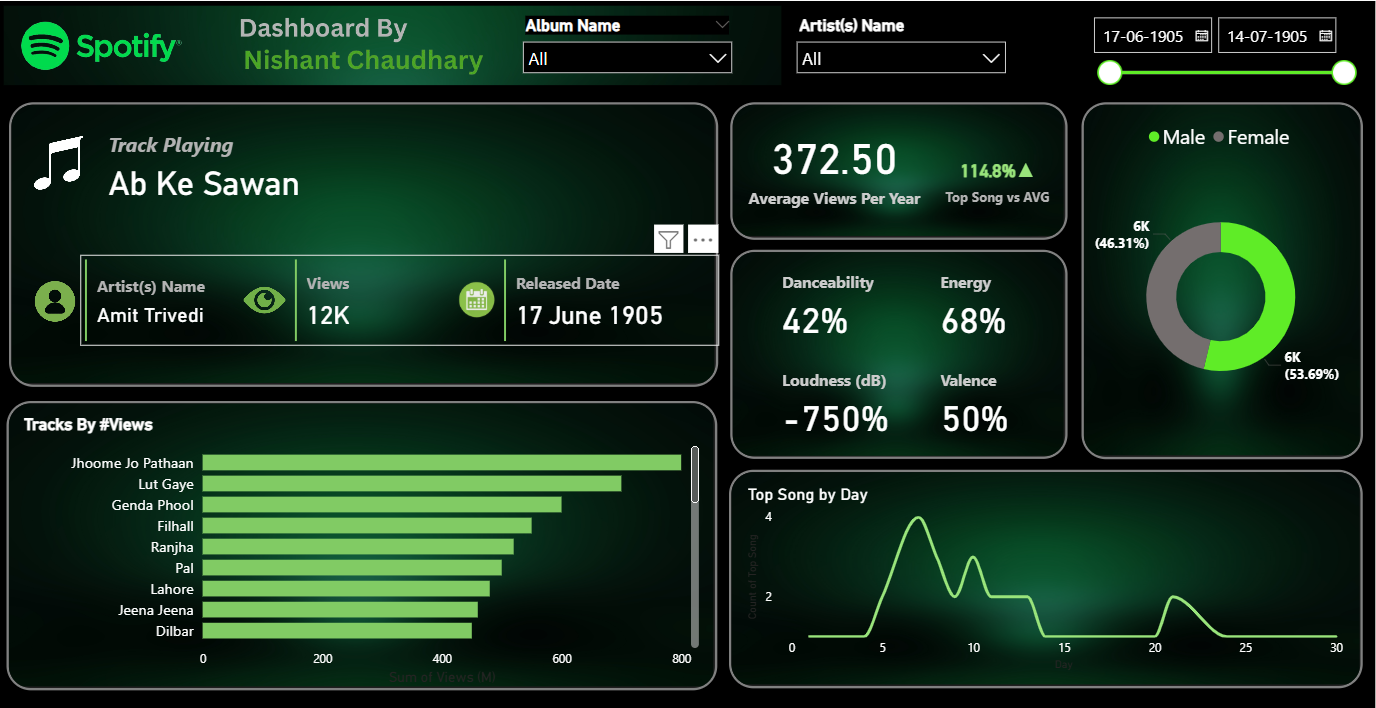 Spotify®
Dashboard By
Nishant Chaudhary
Album Name
All
Artist(s) Name
All
17-06-1905
14-07-1905
Track Playing
Ab Ke Sawan
Artist(s) Name
Amit Trivedi
Views
12K
Released Date
17 June 1905
372.50
Average Views Per Year
114.8%▲
Top Song vs AVG
Danceability
42%
Energy
68%
Loudness (dB)
-750%
Valence
50%
Male
Female
6K
(46.31%)
6K
(53.69%)
Tracks By #Views
Jhoome Jo Pathaan
Lut Gaye
Genda Phool
Filhall
Ranjha
Pal
Lahore
Jeena Jeena
Dilbar
0 200 400 600 800
Sum of Views (M)
Top Song by Day
Count of Top Song
4
2
0 5 10 15 20 25 30
Day